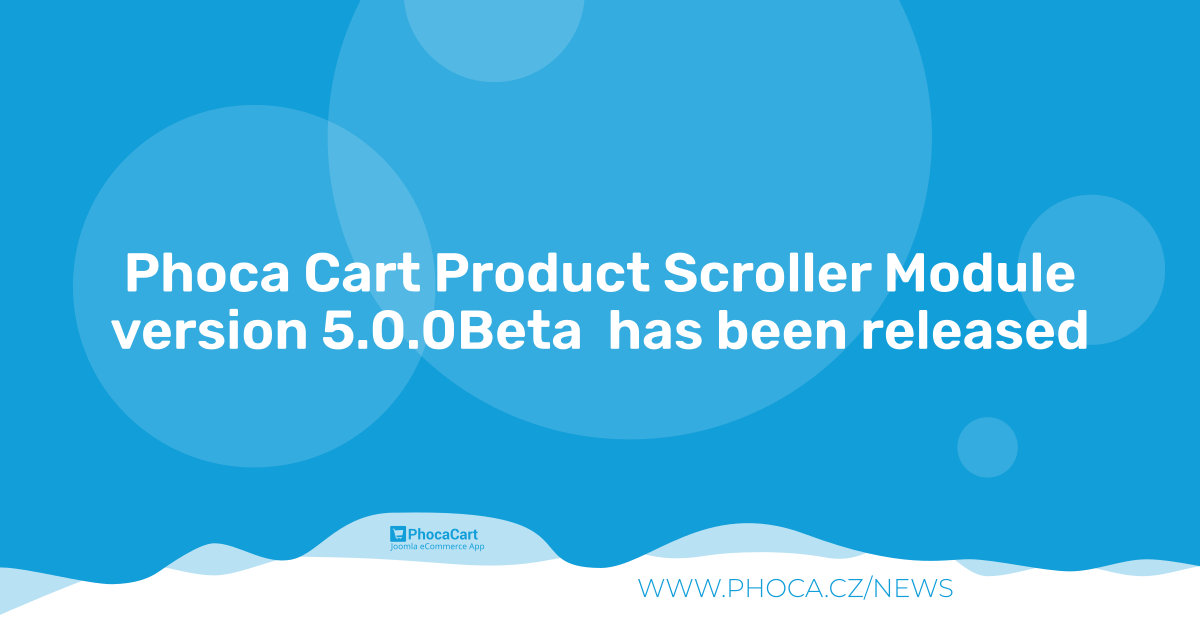 Phoca Cart Product Scroller Module
version 5.0.0Beta  has been released
PhocaCart
Joomla eCommerce App
WWW.PHOCA.CZ/NEWS